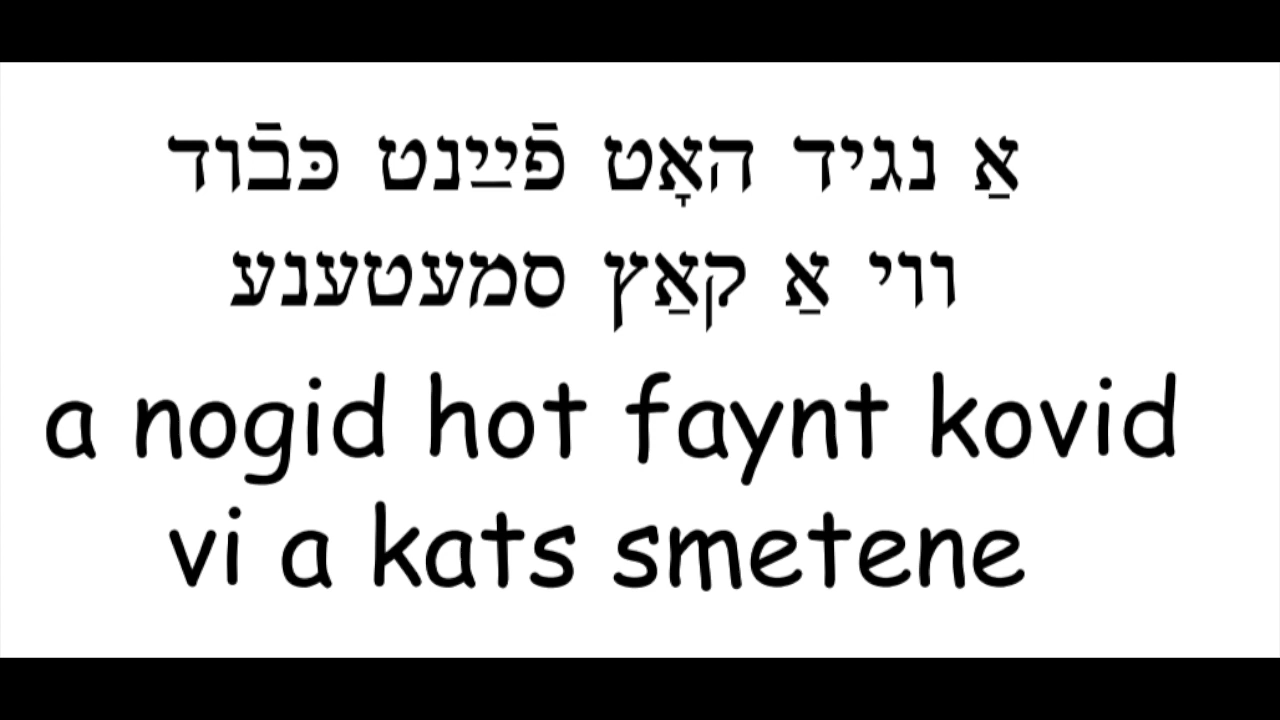 אַ נגיד האָט פֿײַנט כּבֿוד
ווי אַ קאַץ סמעטענע
a nogid hot faynt kovid
vi a kats smetene